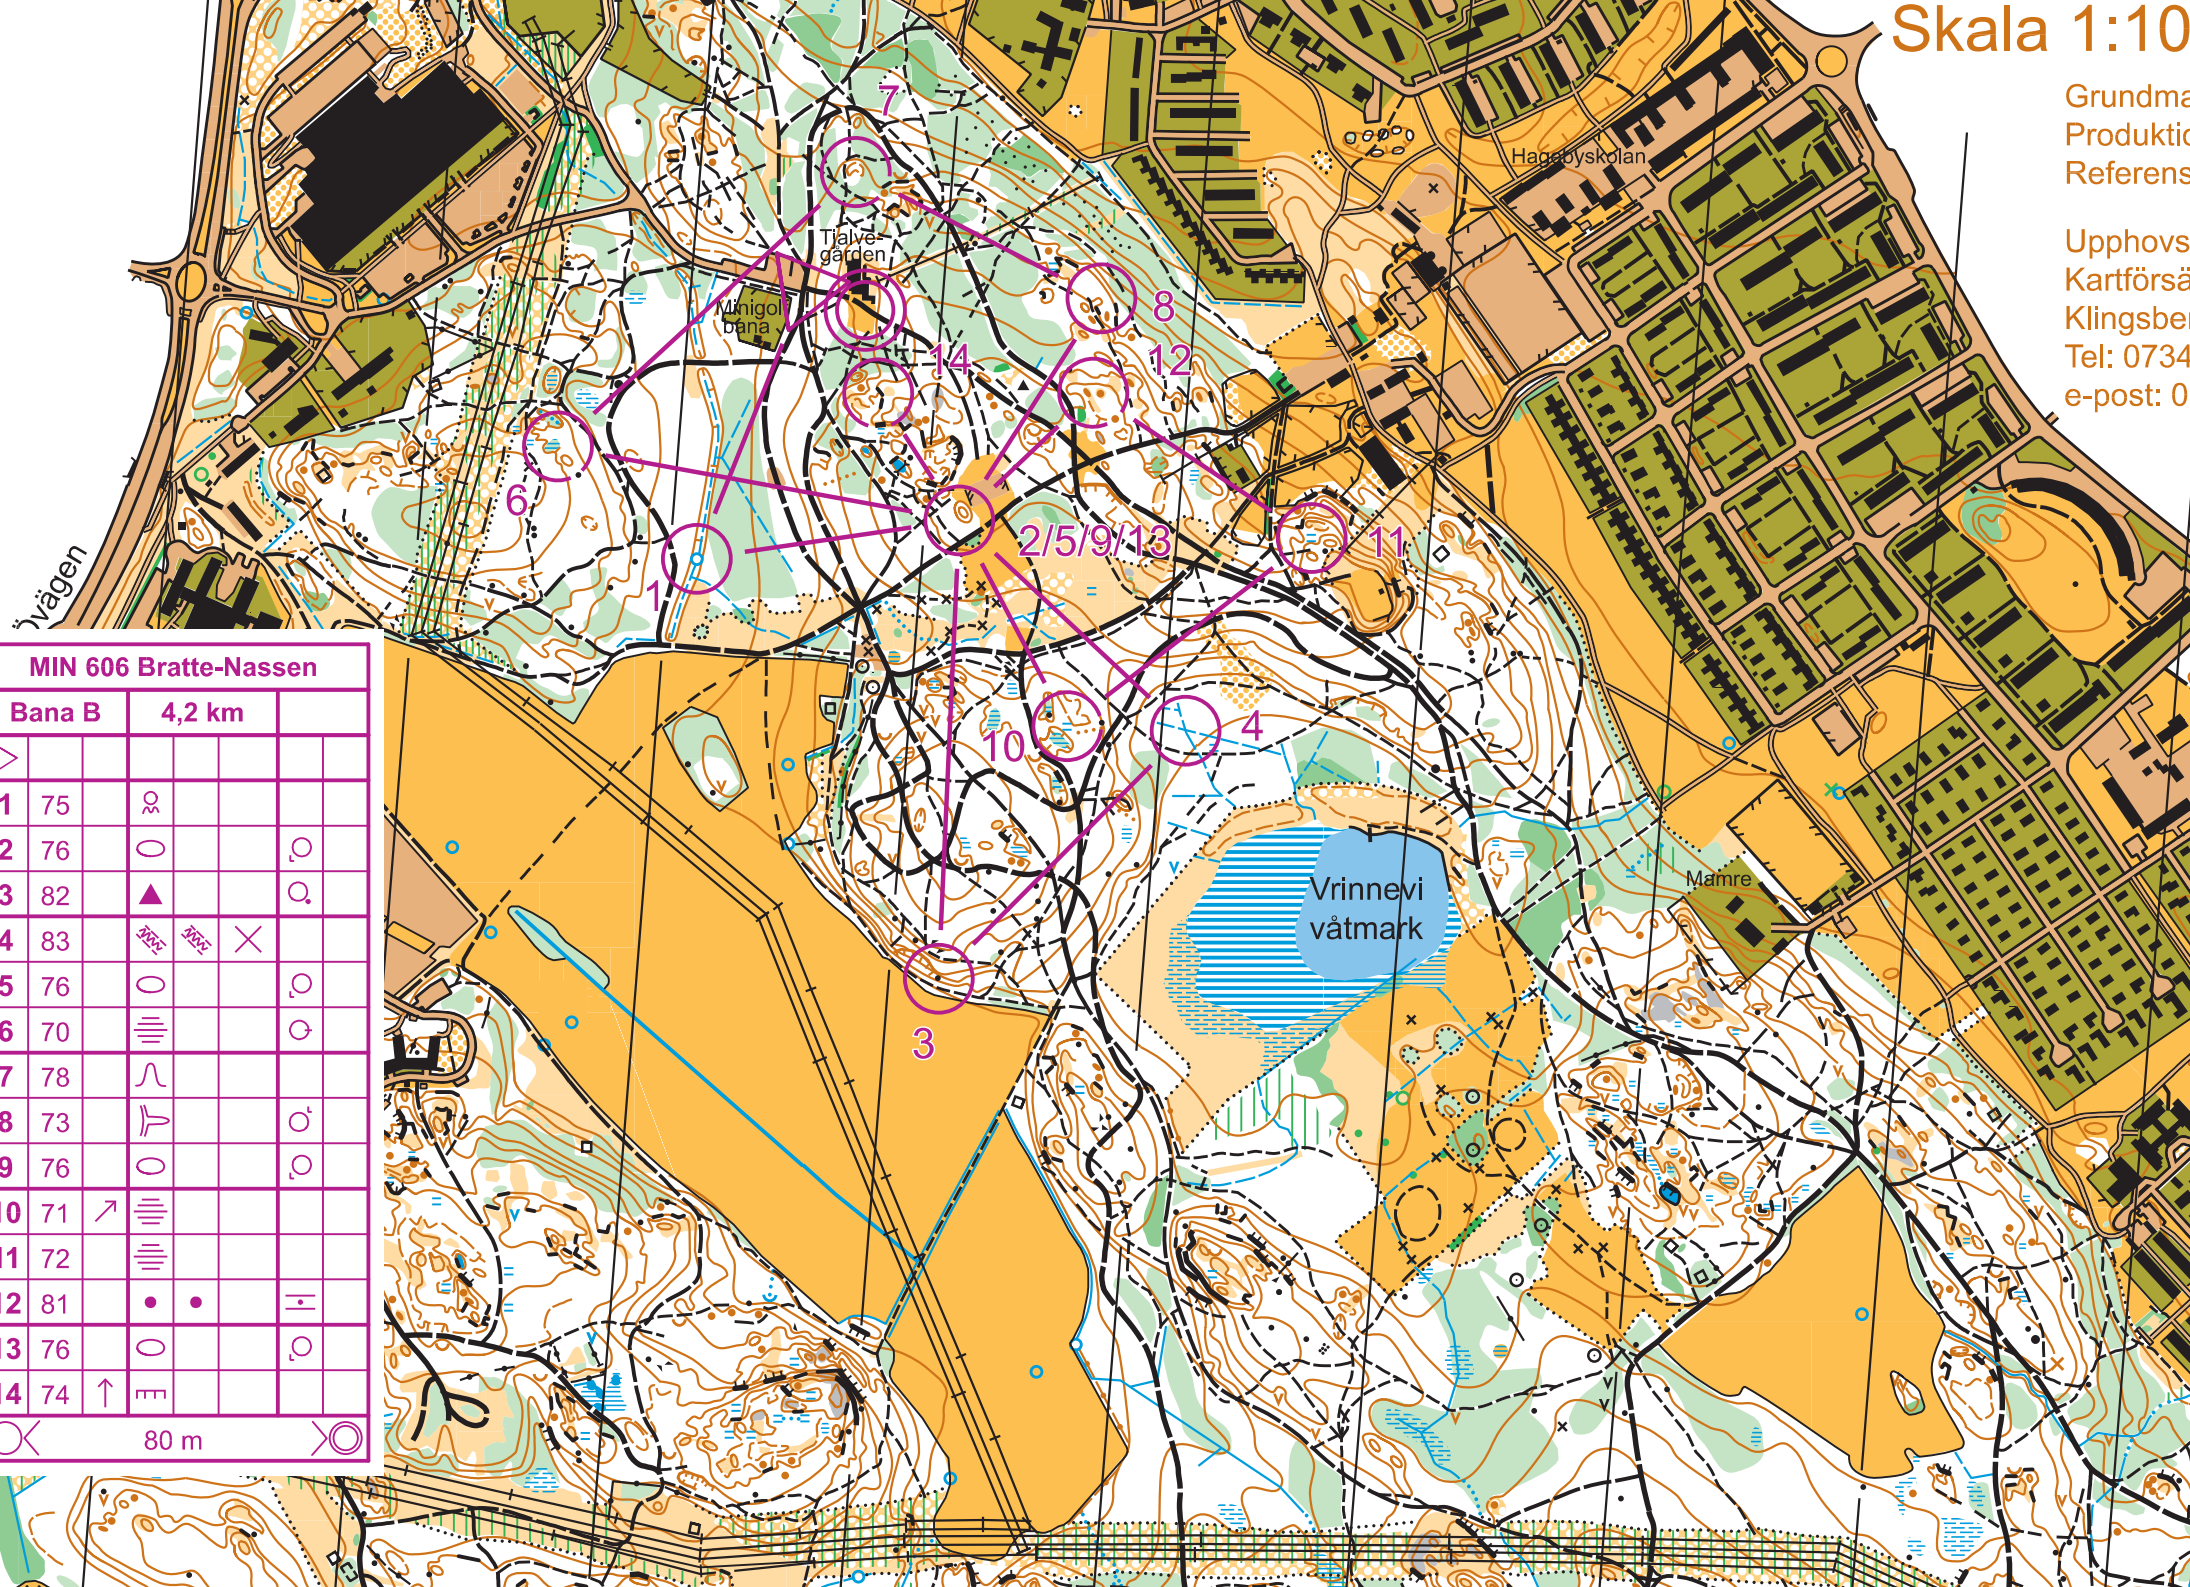 Skala 1:10
Grundma
Produktio
Referens
Upphovs
Kartförsä
Klingsber
Tel: 0734
e-post: 0
Hagebyskolan
7
Tjalve-
gården
Minigolf
bana
8
14
12
6
2/5/9/13
11
1
Övägen
10
4
Vrinnevi
våtmark
Mamre
3
MIN 606 Bratte-Nassen
Bana B 4,2 km
1 75
2 76
3 82
4 83
5 76
6 70
7 78
8 73
9 76
10 71
11 72
12 81
13 76
14 74
80 m